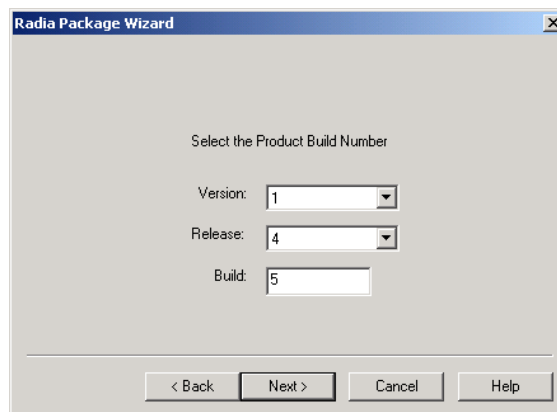 Radia Package Wizard
Select the Product Build Number
Version: 1
Release: 4
Build: 5
< Back Next > Cancel Help